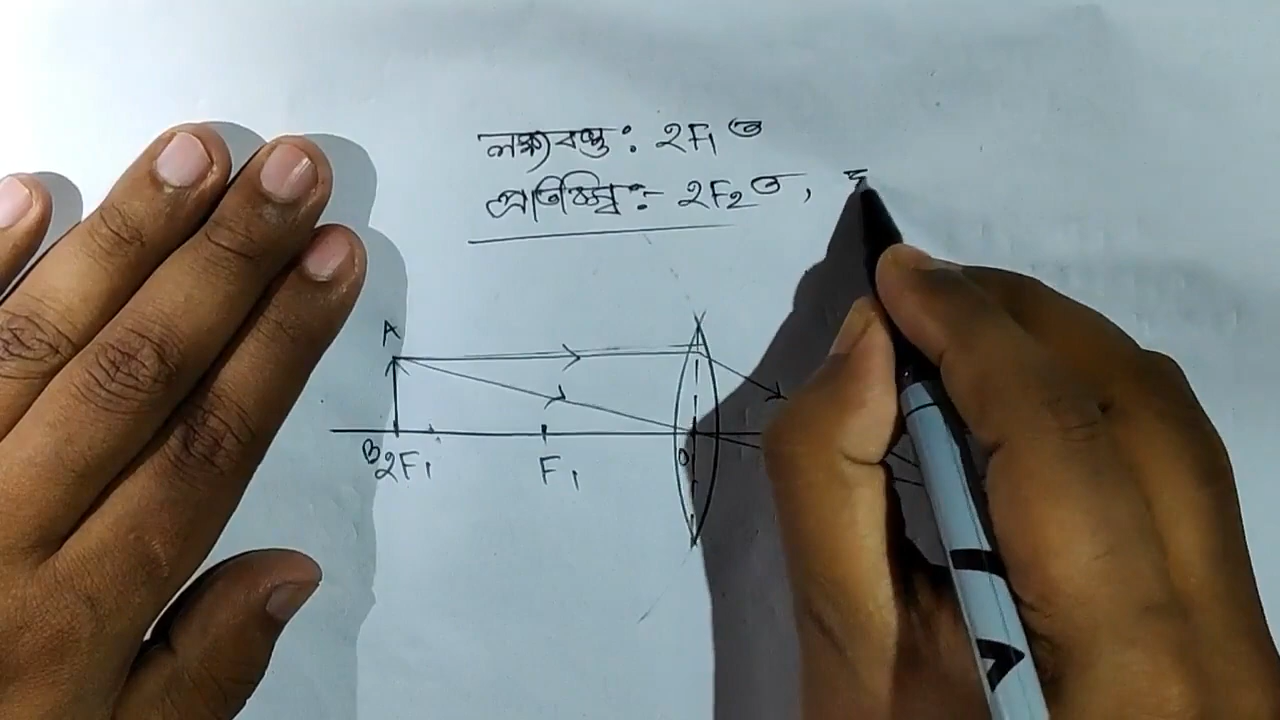 লক্ষ্যবস্তু : 2F₁ ত
প্রতিবিম্ব :- 2F₂ ত,
A
B 2F₁ F₁ O